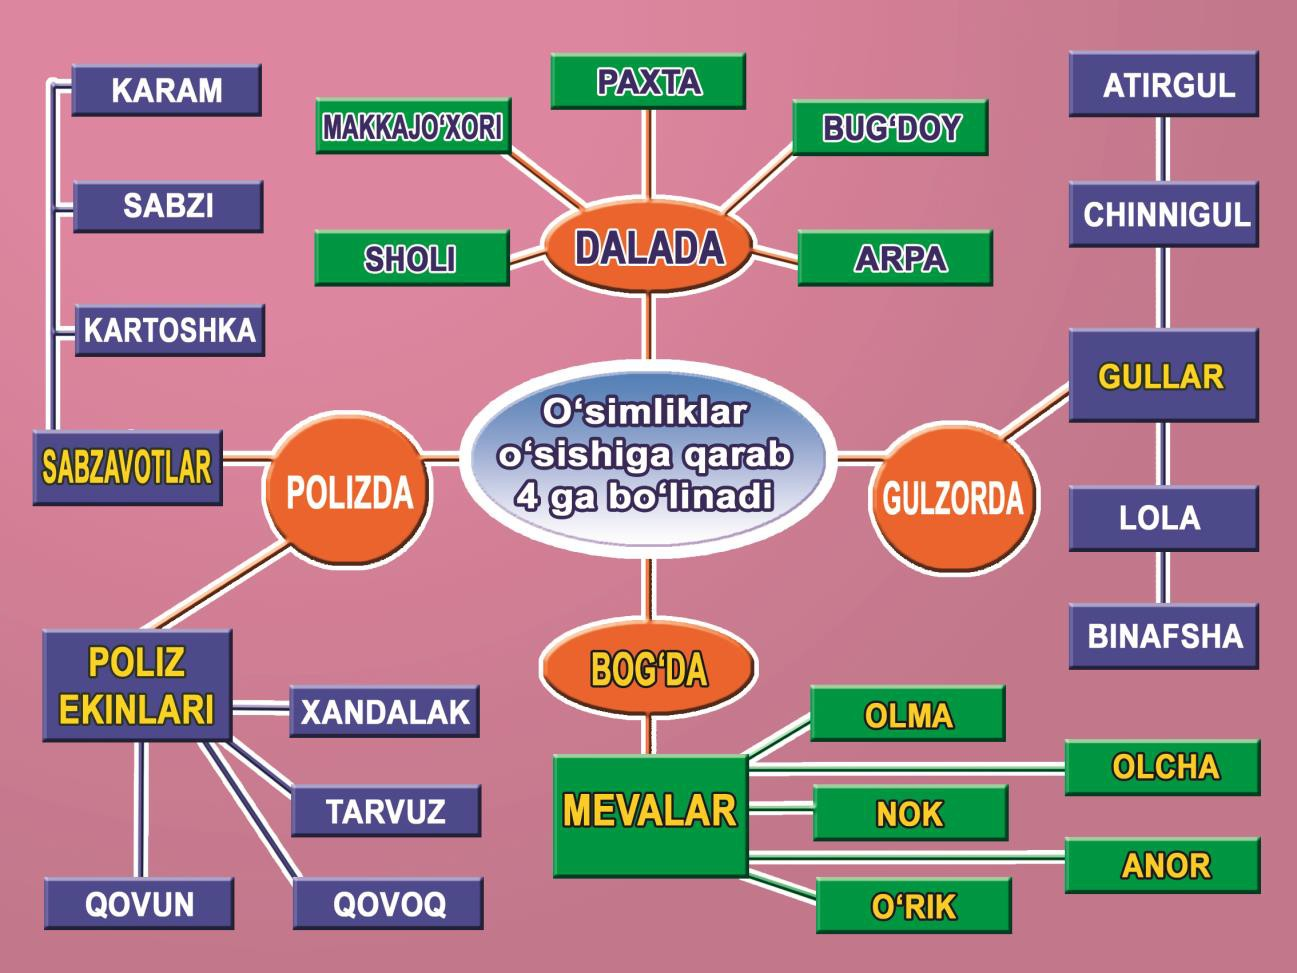 KARAM
SABZI
KARTOSHKA
SABZAVOTLAR
MAKKAJO‘XORI
PAXTA
BUG‘DOY
SHOLI
DALADA
ARPA
ATIRGUL
CHINNIGUL
GULLAR
LOLA
BINAFSHA
POLIZDA
O‘simliklar
o‘sishiga qarab
4 ga bo‘linadi
GULZORDA
POLIZ
EKINLARI
XANDALAK
TARVUZ
QOVUN
QOVOQ
BOG‘DA
MEVALAR
OLMA
OLCHA
NOK
ANOR
O‘RIK